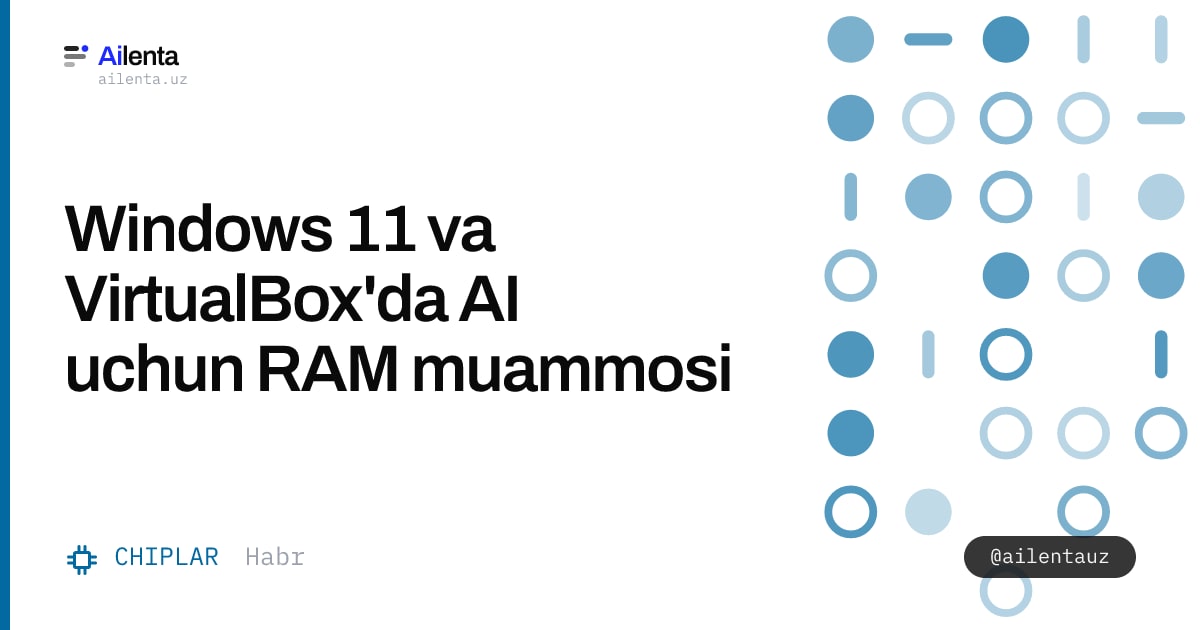 Ailenta
ailenta.uz
Windows 11 va
VirtualBox'da AI
uchun RAM muammosi
CHIPLAR Habr
@ailentauz